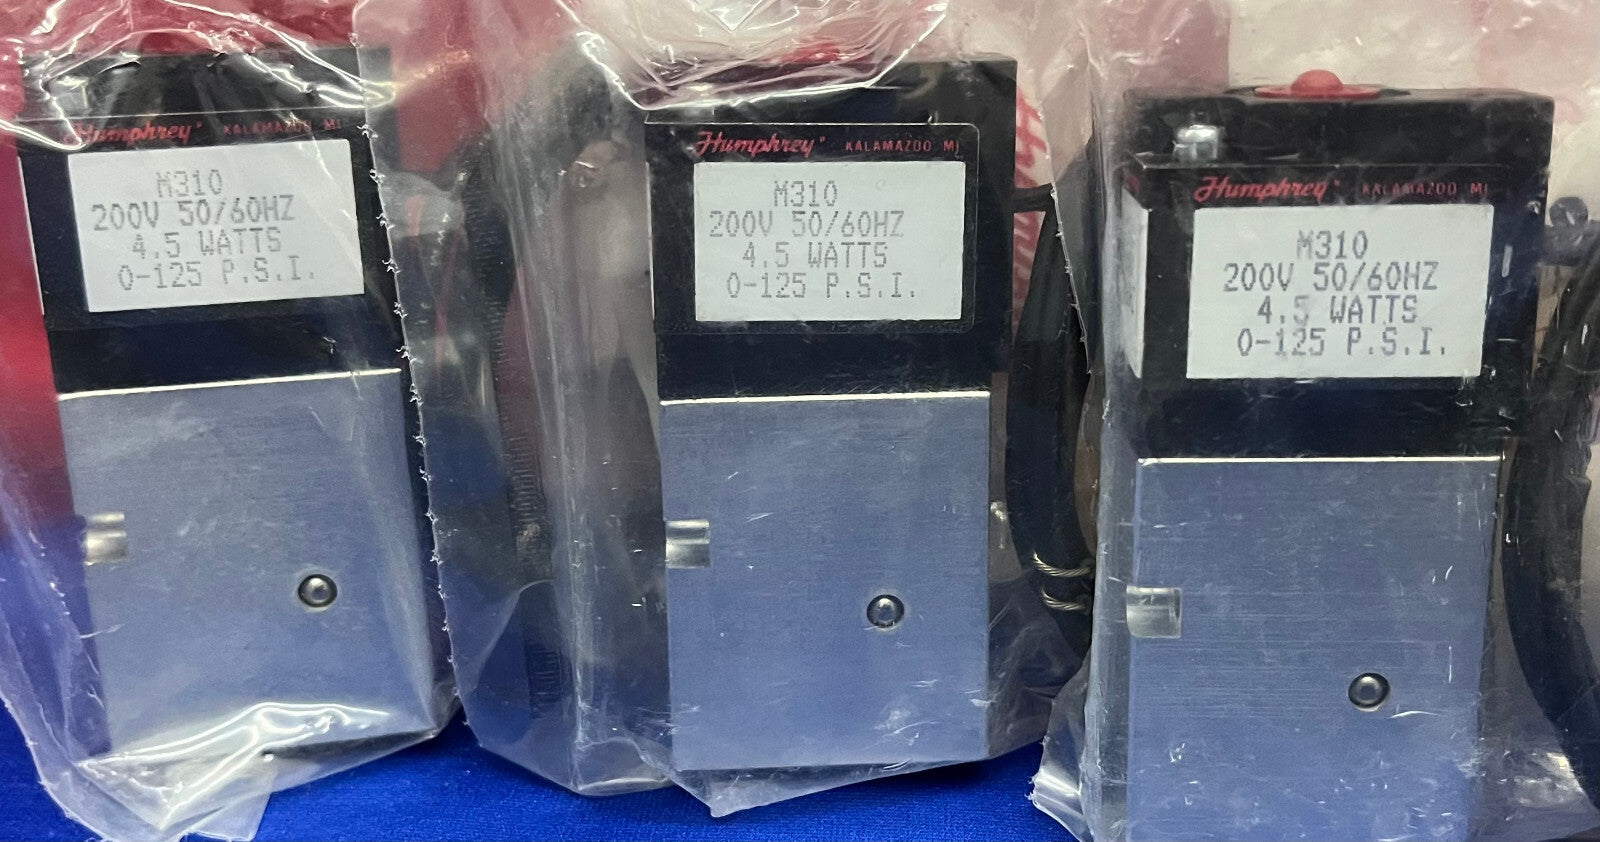 Humphrey® KALAMAZOO MI
M310
200V 50/60HZ
4.5 WATTS
0-125 P.S.I.
Humphrey® KALAMAZOO MI
M310
200V 50/60HZ
4.5 WATTS
0-125 P.S.I.
Humphrey® KALAMAZOO MI
M310
200V 50/60HZ
4.5 WATTS
0-125 P.S.I.